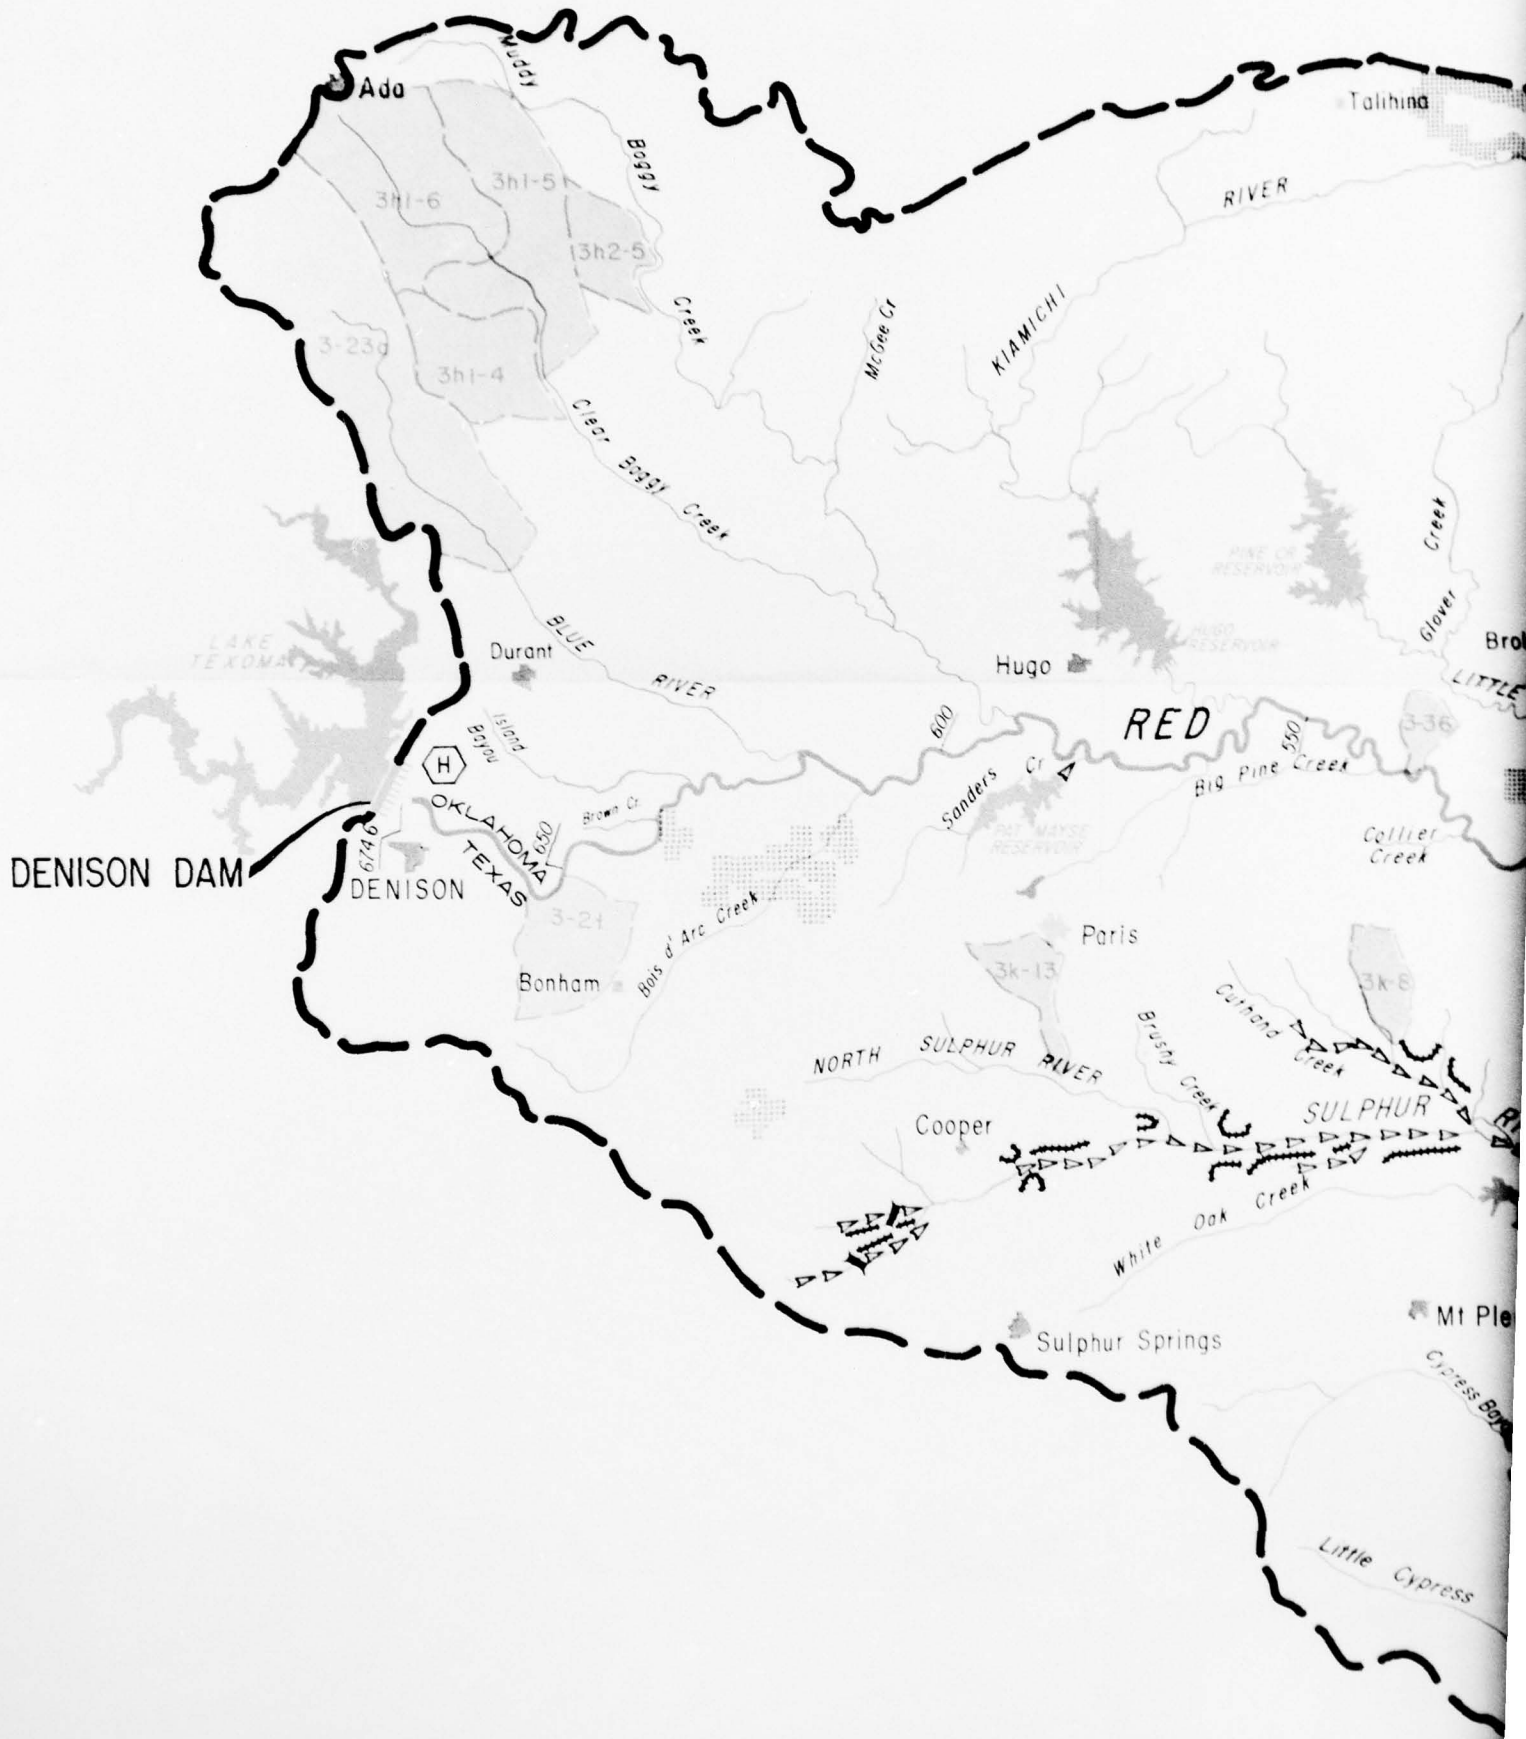 Ada
Muddy
Boggy
Creek
Talihina
RIVER
KIAMICHI
3h1-6
3h1-5
3h2-5
3-23a
3h1-4
McGee Cr
Clear Boggy Creek
Creek
Glover
PINE CR
RESERVOIR
HUGO
RESERVOIR
LAKE
TEXOMA
Durant
BLUE
RIVER
Hugo
LITTLE
Island
Bayou
600
RED
550
3-36
H
Sanders Cr
Big Pine Creek
OKLAHOMA
TEXAS
650
Brown Cr
PAT MAYSE
RESERVOIR
Collier
Creek
DENISON DAM
674.6
DENISON
3-2f
Bonham
Bois d' Arc Creek
Paris
3k-13
3k-8
Cuthand
Creek
Brushy Creek
NORTH SULPHUR RIVER
SULPHUR
Cooper
White Oak Creek
Mt Ple
Sulphur Springs
Cypress Bay
Little Cypress